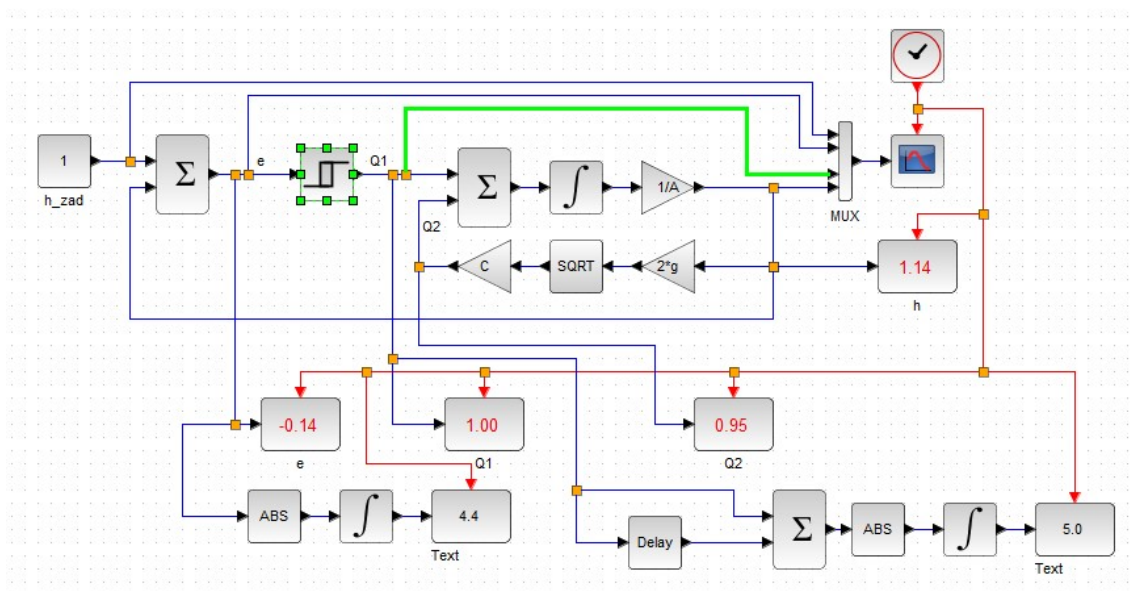 1
h_zad
Σ
e
Q1
Q2
Σ
∫
1/A
MUX
C
SQRT
2*g
1.14
h
-0.14
e
1.00
Q1
0.95
Q2
ABS
∫
4.4
Text
Delay
Σ
ABS
∫
5.0
Text